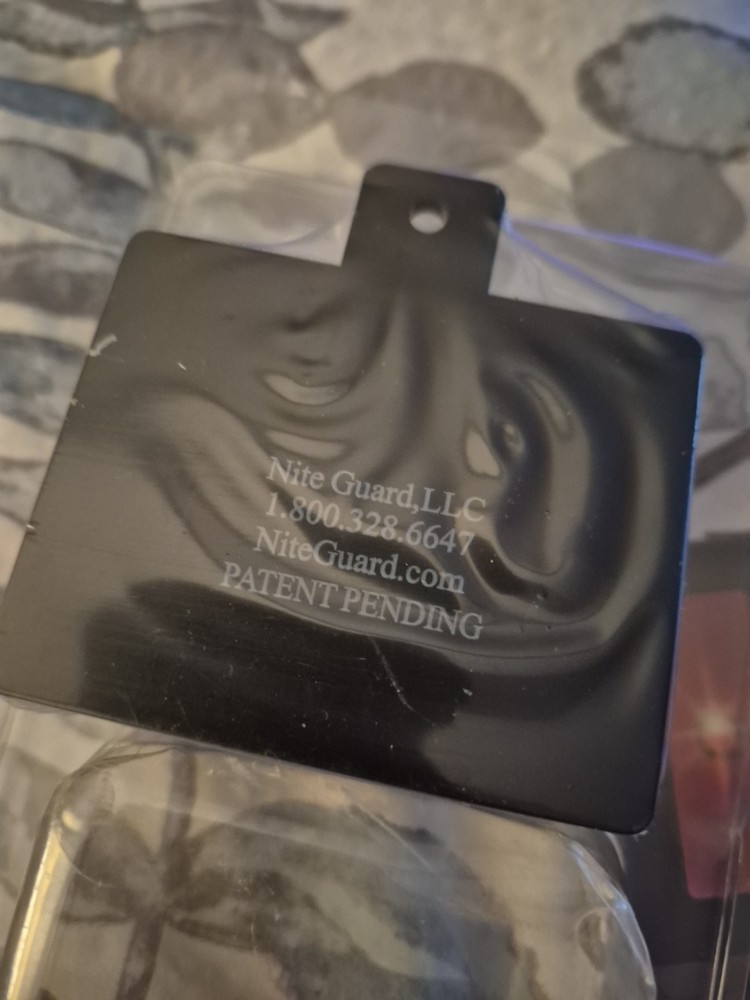 Nite Guard,LLC
1.800.328.6647
NiteGuard.com
PATENT PENDING